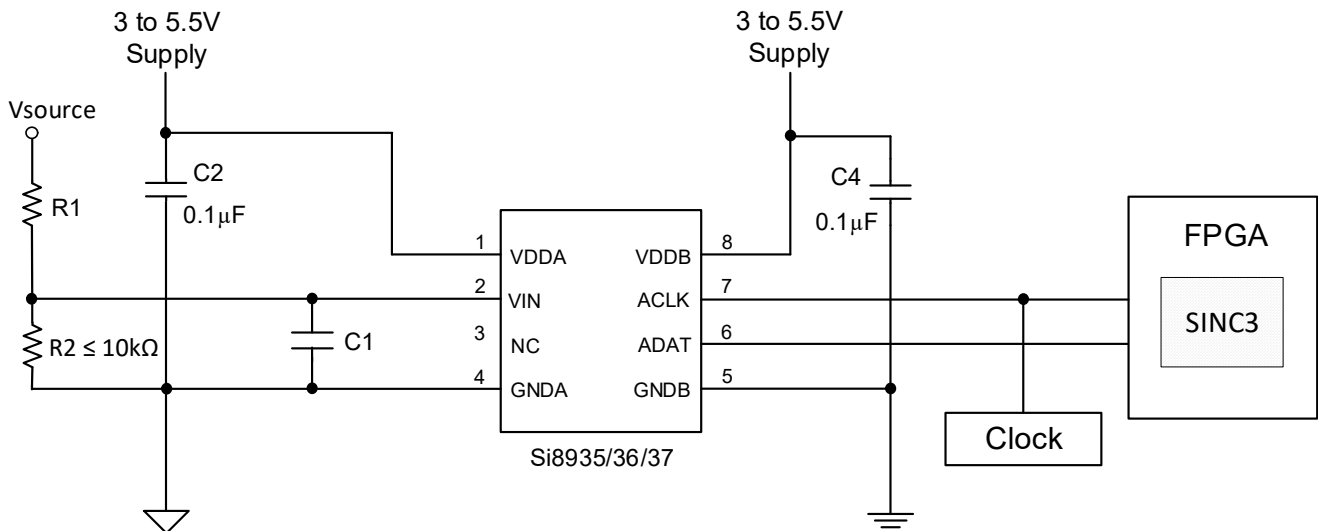 3 to 5.5V
Supply
3 to 5.5V
Supply
Vsource
C2
0.1μF
R1
C4
0.1μF
FPGA
SINC3
1
VDDA
VDDB
8
2
VIN
ACLK
7
3
NC
ADAT
6
4
GNDA
GNDB
5
R2 ≤ 10kΩ
C1
Clock
Si8935/36/37